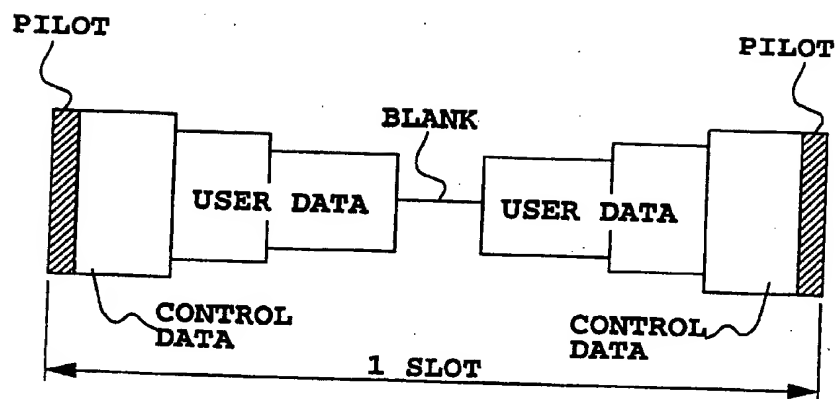 PILOT
PILOT
BLANK
USER DATA
USER DATA
CONTROL
DATA
CONTROL
DATA
1 SLOT